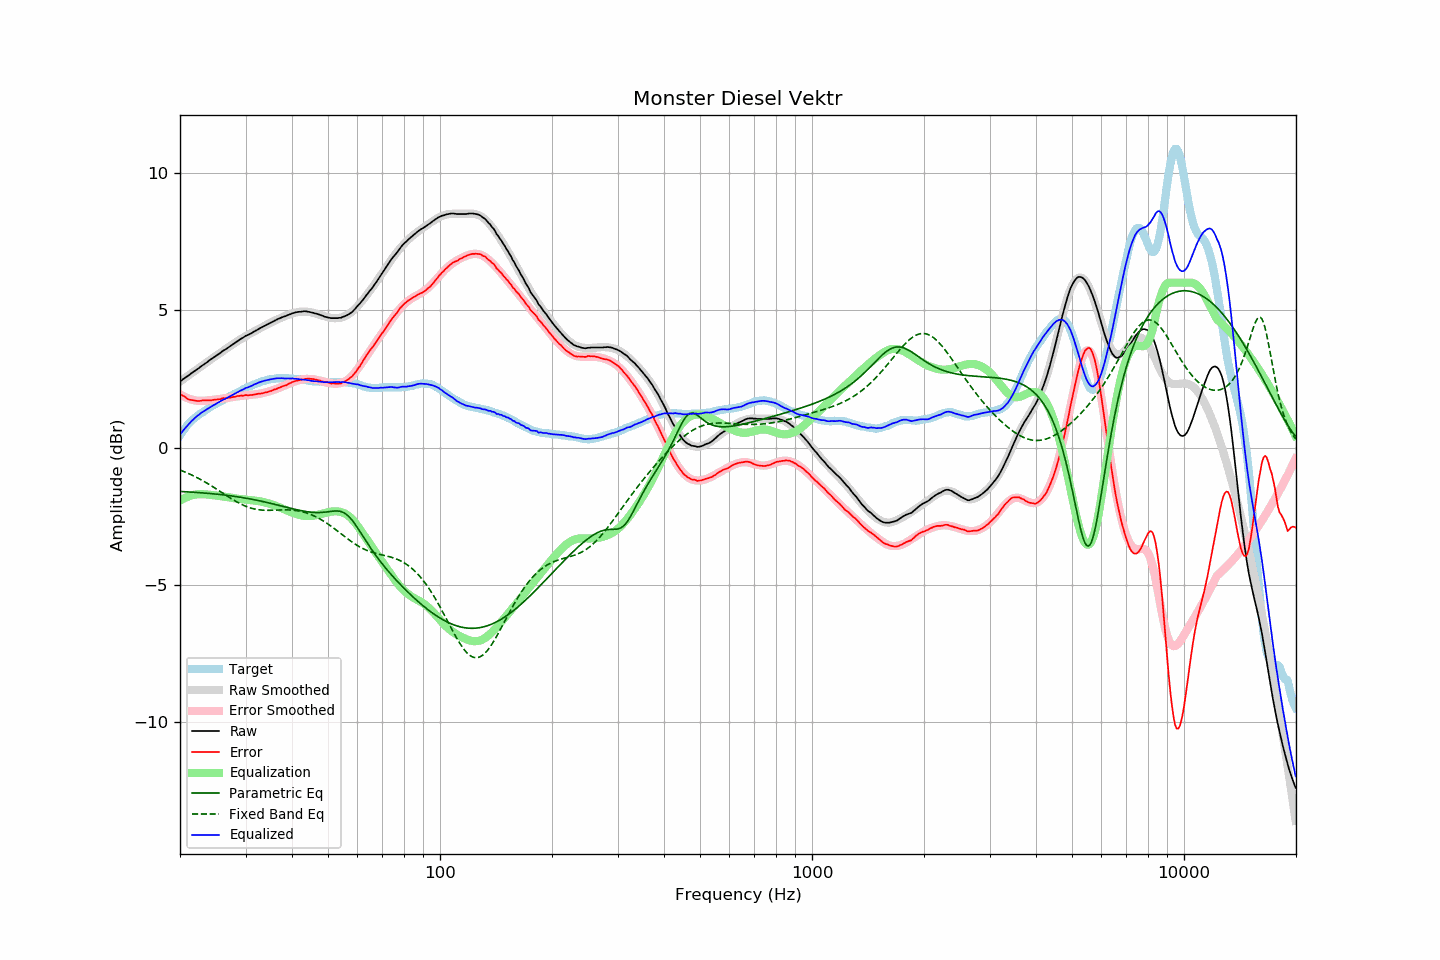 Monster Diesel Vektr
Amplitude (dBr)
10
5
0
−5
−10
Target
Raw Smoothed
Error Smoothed
Raw
Error
Equalization
Parametric Eq
Fixed Band Eq
Equalized
100
1000
10000
Frequency (Hz)